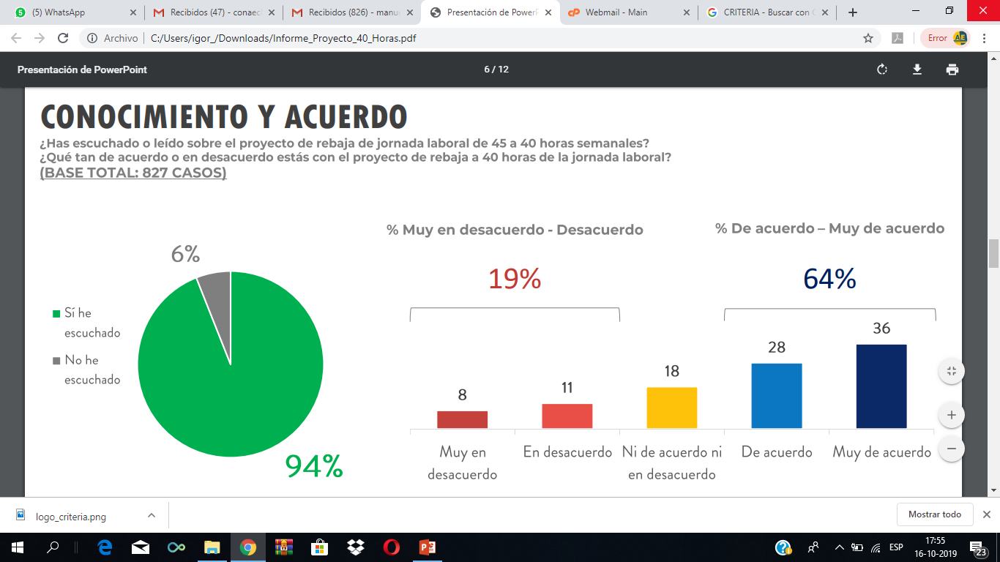 (5) WhatsApp
Recibidos (47) - conaec
Recibidos (826) - manu
Presentación de PowerP
cP Webmail - Main
CRITERIA - Buscar con G
Archivo
C:/Users/igor_/Downloads/Informe_Proyecto_40_Horas.pdf
Error
AE
Presentación de PowerPoint
6 / 12
CONOCIMIENTO Y ACUERDO
¿Has escuchado o leído sobre el proyecto de rebaja de jornada laboral de 45 a 40 horas semanales?
¿Qué tan de acuerdo o en desacuerdo estás con el proyecto de rebaja a 40 horas de la jornada laboral?
(BASE TOTAL: 827 CASOS)
6%
Sí he
escuchado
No he
escuchado
94%
% Muy en desacuerdo - Desacuerdo
19%
% De acuerdo – Muy de acuerdo
64%
8
11
18
28
36
Muy en
desacuerdo
En desacuerdo
Ni de acuerdo ni
en desacuerdo
De acuerdo
Muy de acuerdo
logo_criteria.png
Mostrar todo
ESP
17:55
16-10-2019
23